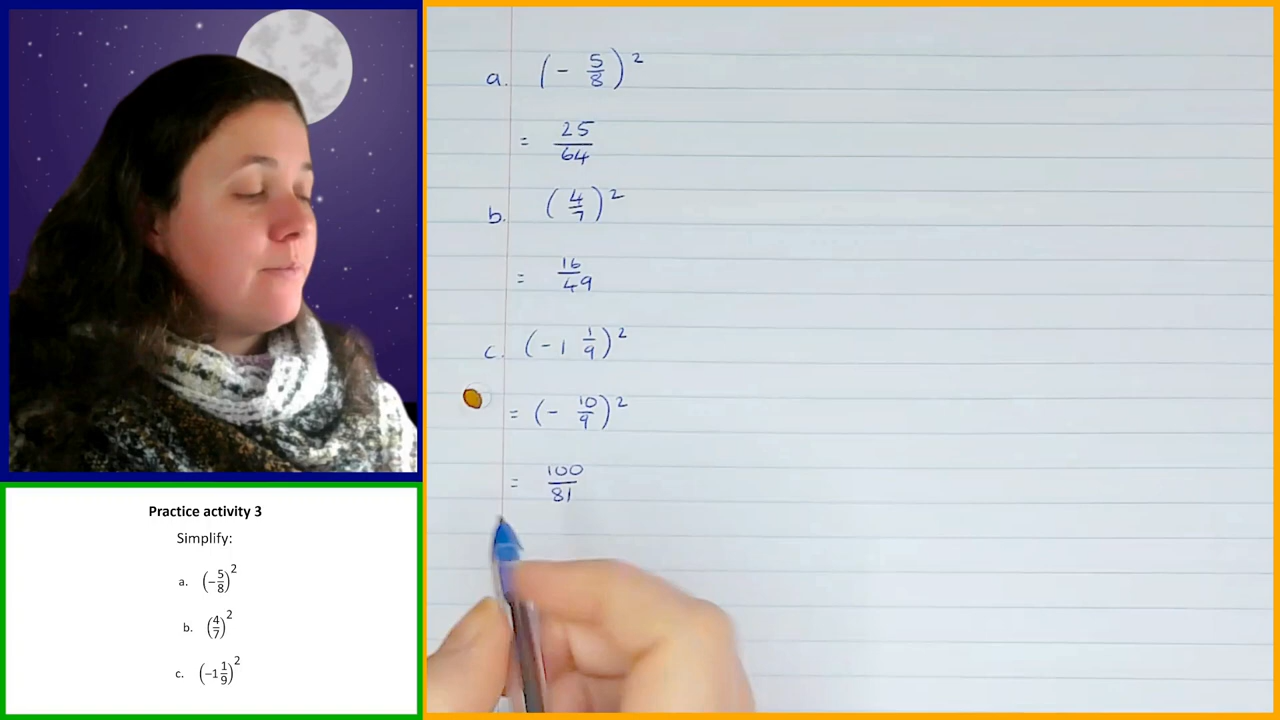 a. (- 5/8)²
= 25/64
b. (4/7)²
= 16/49
c. (-1 1/9)²
= (- 10/9)²
= 100/81
Practice activity 3
Simplify:
a. (−5/8)²
b. (4/7)²
c. (−1 1/9)²